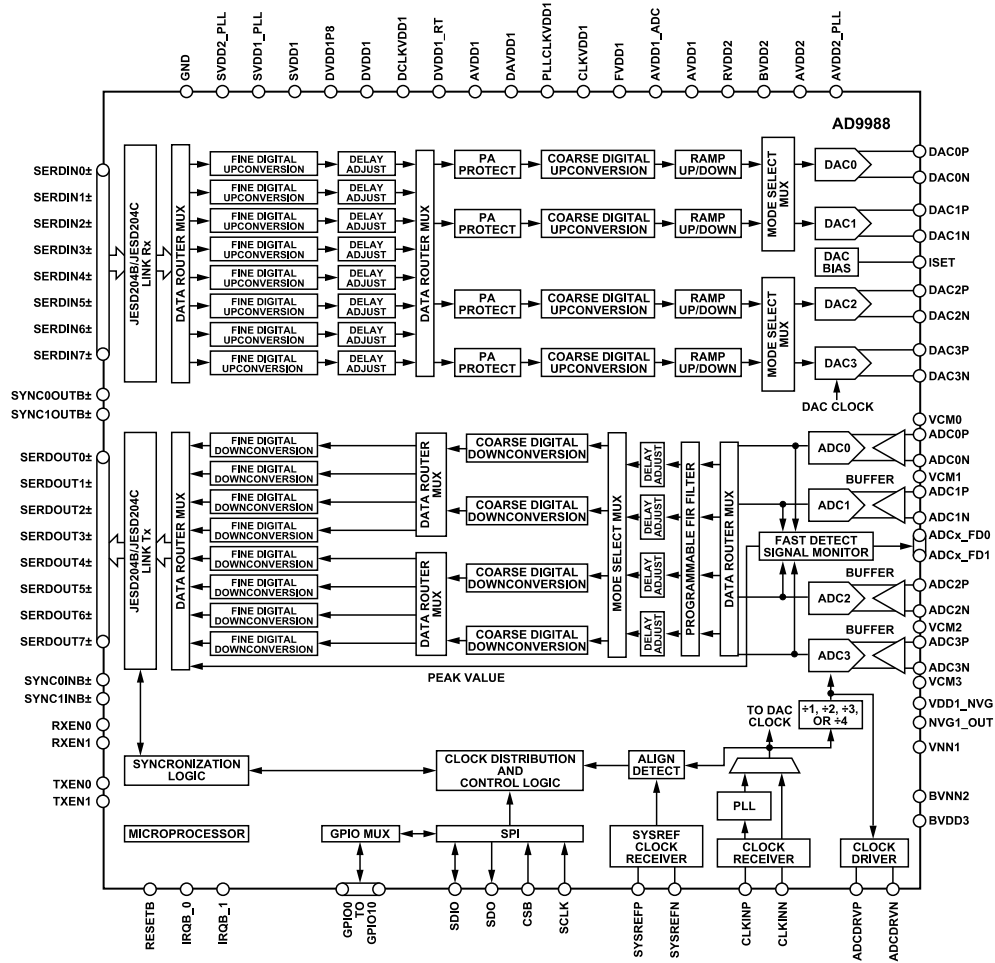 GND
SVDD2_PLL
SVDD1_PLL
SVDD1
DVDD1P8
DVDD1
DCLKVDD1
DVDD1_RT
AVDD1
DAVDD1
PLLCLKVDD1
CLKVDD1
FVDD1
AVDD1_ADC
AVDD1
RVDD2
BVDD2
AVDD2
AVDD2_PLL
AD9988
SERDIN0±
SERDIN1±
SERDIN2±
SERDIN3±
SERDIN4±
SERDIN5±
SERDIN6±
SERDIN7±
SYNC0OUTB±
SYNC1OUTB±
JESD204B/JESD204C
LINK Rx
DATA ROUTER MUX
FINE DIGITAL
UPCONVERSION
FINE DIGITAL
UPCONVERSION
FINE DIGITAL
UPCONVERSION
FINE DIGITAL
UPCONVERSION
FINE DIGITAL
UPCONVERSION
FINE DIGITAL
UPCONVERSION
FINE DIGITAL
UPCONVERSION
FINE DIGITAL
UPCONVERSION
DELAY
ADJUST
DELAY
ADJUST
DELAY
ADJUST
DELAY
ADJUST
DELAY
ADJUST
DELAY
ADJUST
DELAY
ADJUST
DELAY
ADJUST
DATA ROUTER MUX
PA
PROTECT
PA
PROTECT
PA
PROTECT
PA
PROTECT
COARSE DIGITAL
UPCONVERSION
COARSE DIGITAL
UPCONVERSION
COARSE DIGITAL
UPCONVERSION
COARSE DIGITAL
UPCONVERSION
RAMP
UP/DOWN
RAMP
UP/DOWN
RAMP
UP/DOWN
RAMP
UP/DOWN
MODE SELECT
MUX
MODE SELECT
MUX
DAC0
DAC1
DAC
BIAS
DAC2
DAC3
DAC CLOCK
DAC0P
DAC0N
DAC1P
DAC1N
ISET
DAC2P
DAC2N
DAC3P
DAC3N
SERDOUT0±
SERDOUT1±
SERDOUT2±
SERDOUT3±
SERDOUT4±
SERDOUT5±
SERDOUT6±
SERDOUT7±
SYNC0INB±
SYNC1INB±
RXEN0
RXEN1
TXEN0
TXEN1
JESD204B/JESD204C
LINK Tx
DATA ROUTER MUX
FINE DIGITAL
DOWNCONVERSION
FINE DIGITAL
DOWNCONVERSION
FINE DIGITAL
DOWNCONVERSION
FINE DIGITAL
DOWNCONVERSION
FINE DIGITAL
DOWNCONVERSION
FINE DIGITAL
DOWNCONVERSION
FINE DIGITAL
DOWNCONVERSION
FINE DIGITAL
DOWNCONVERSION
DATA ROUTER
MUX
DATA ROUTER
MUX
COARSE DIGITAL
DOWNCONVERSION
COARSE DIGITAL
DOWNCONVERSION
COARSE DIGITAL
DOWNCONVERSION
COARSE DIGITAL
DOWNCONVERSION
MODE SELECT MUX
DELAY
ADJUST
DELAY
ADJUST
DELAY
ADJUST
DELAY
ADJUST
PROGRAMMABLE FIR FILTER
DATA ROUTER MUX
ADC0
BUFFER
ADC1
FAST DETECT
SIGNAL MONITOR
BUFFER
ADC2
BUFFER
ADC3
PEAK VALUE
VCM0
ADC0P
ADC0N
VCM1
ADC1P
ADC1N
ADCx_FD0
ADCx_FD1
ADC2P
ADC2N
VCM2
ADC3P
ADC3N
VCM3
VDD1_NVG
NVG1_OUT
VNN1
BVNN2
BVDD3
TO DAC
CLOCK
÷1, ÷2, ÷3,
OR ÷4
SYNCRONIZATION
LOGIC
CLOCK DISTRIBUTION
AND
CONTROL LOGIC
ALIGN
DETECT
PLL
MICROPROCESSOR
GPIO MUX
SPI
SYSREF
CLOCK
RECEIVER
CLOCK
RECEIVER
CLOCK
DRIVER
RESETB
IRQB_0
IRQB_1
GPIO0
TO
GPIO10
SDIO
SDO
CSB
SCLK
SYSREFP
SYSREFN
CLKINP
CLKINN
ADCDRVP
ADCDRVN